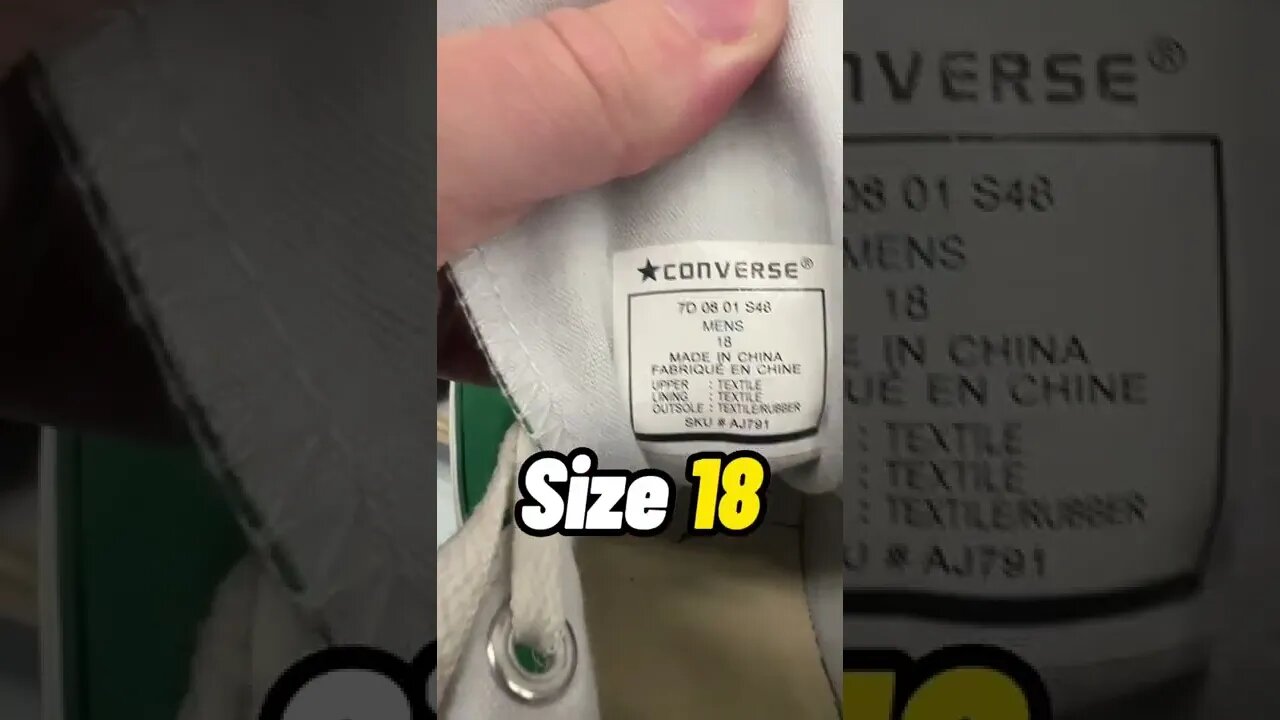 ★CONVERSE®
7D 08 01 S46
MENS
18
MADE IN CHINA
FABRIQUÉ EN CHINE
UPPER : TEXTILE
LINING : TEXTILE
OUTSOLE : TEXTILE/RUBBER
SKU # AJ791
Size 18